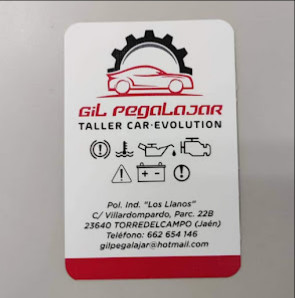 GiL PEGALAJAR
TALLER CAR·EVOLUTION
Pol. Ind. "Los Llanos"
C/ Villardompardo, Parc. 22B
23640 TORREDELCAMPO (Jaén)
Teléfono: 662 654 146
gilpegalajar@hotmail.com